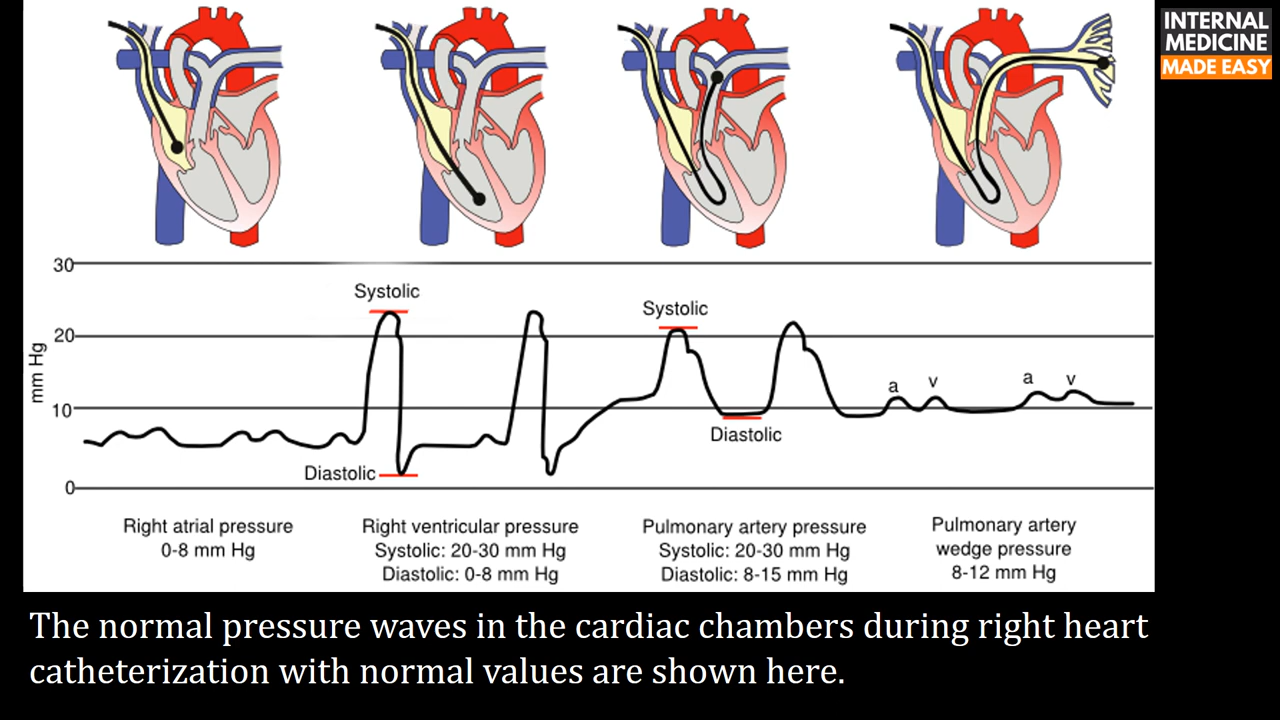 INTERNAL
MEDICINE
MADE EASY
30
20
10
0
mm Hg
Systolic
Diastolic
Systolic
Diastolic
a
v
a
v
Right atrial pressure
0-8 mm Hg
Right ventricular pressure
Systolic: 20-30 mm Hg
Diastolic: 0-8 mm Hg
Pulmonary artery pressure
Systolic: 20-30 mm Hg
Diastolic: 8-15 mm Hg
Pulmonary artery
wedge pressure
8-12 mm Hg
The normal pressure waves in the cardiac chambers during right heart
catheterization with normal values are shown here.